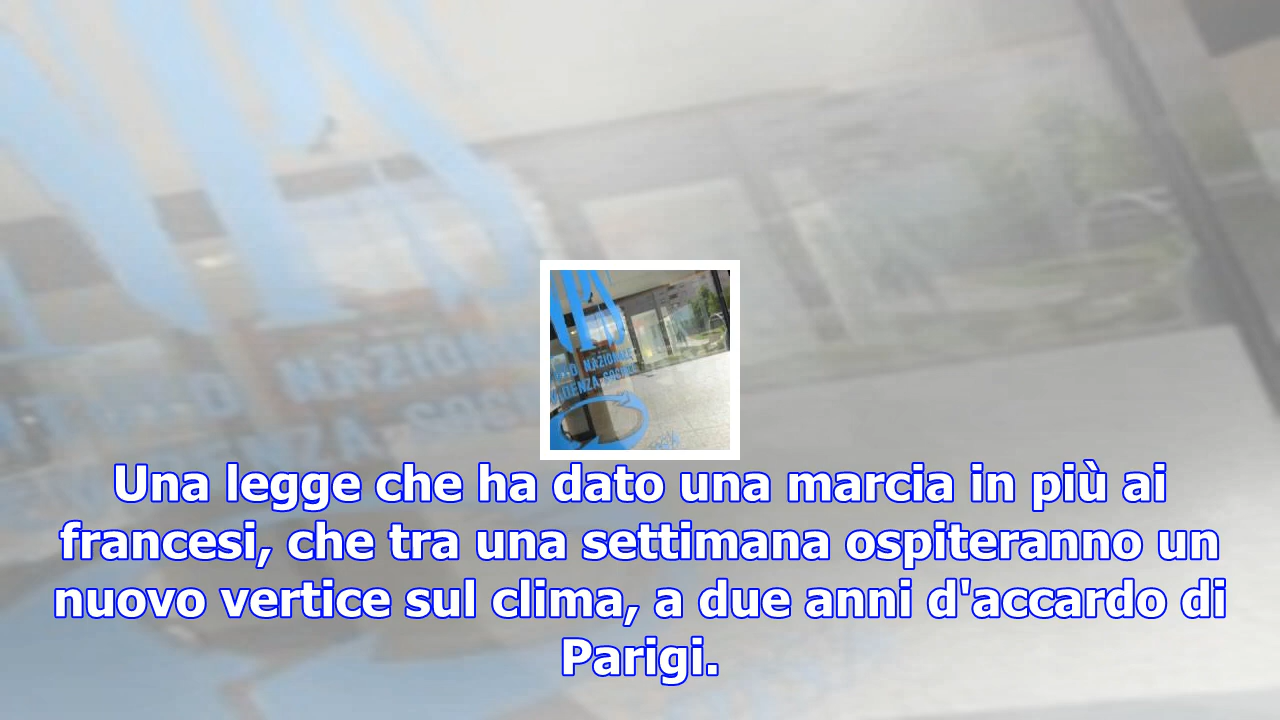 NAZIONALE
Una legge che ha dato una marcia in più ai
francesi, che tra una settimana ospiteranno un
nuovo vertice sul clima, a due anni d'accardo di
Parigi.